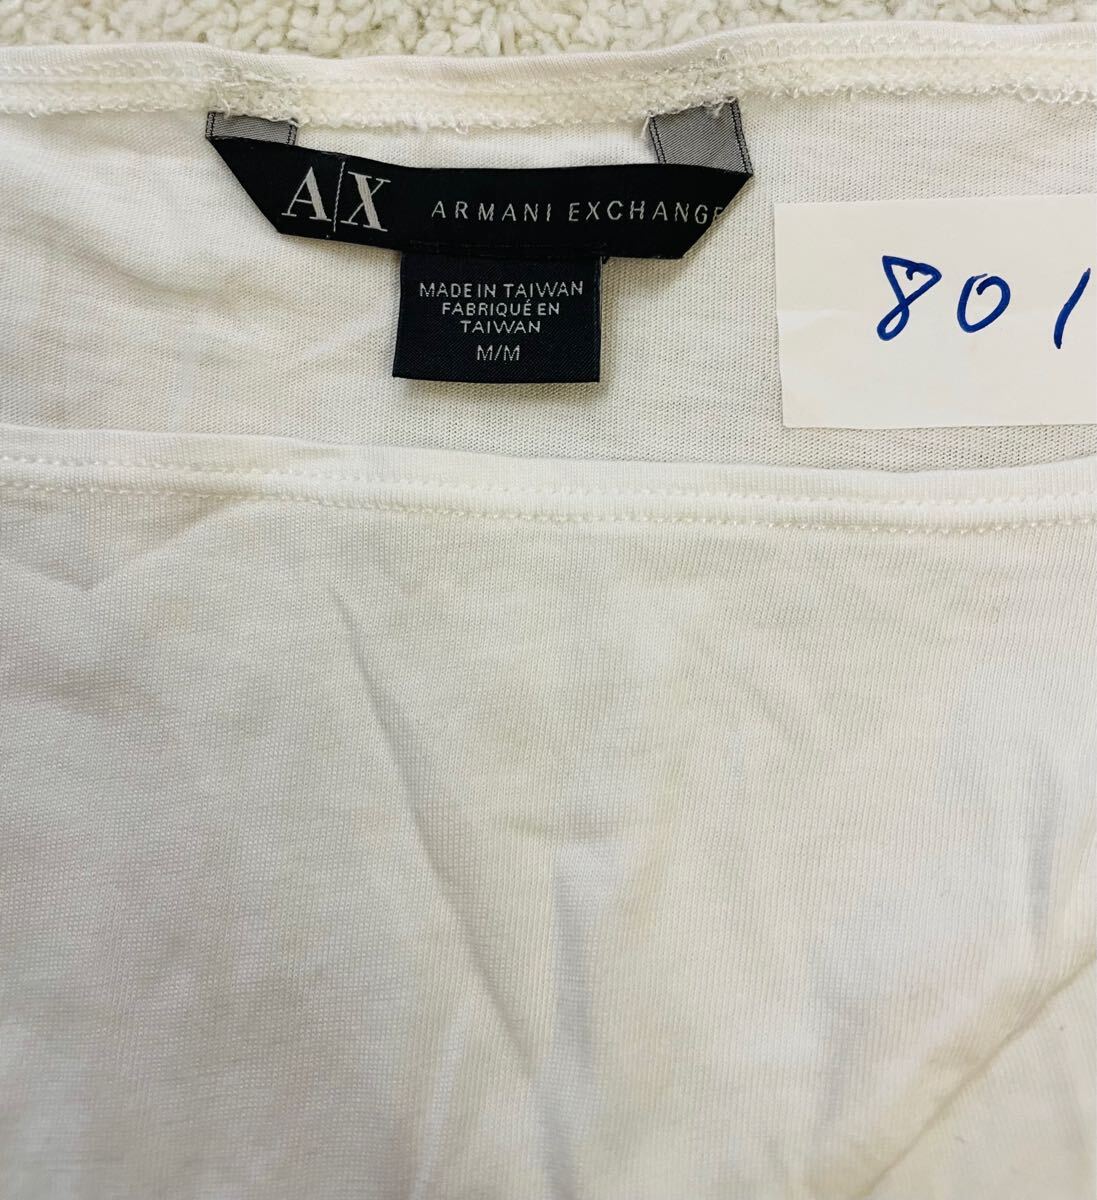 A|X ARMANI EXCHANGE
MADE IN TAIWAN
FABRIQUÉ EN
TAIWAN
M/M
801